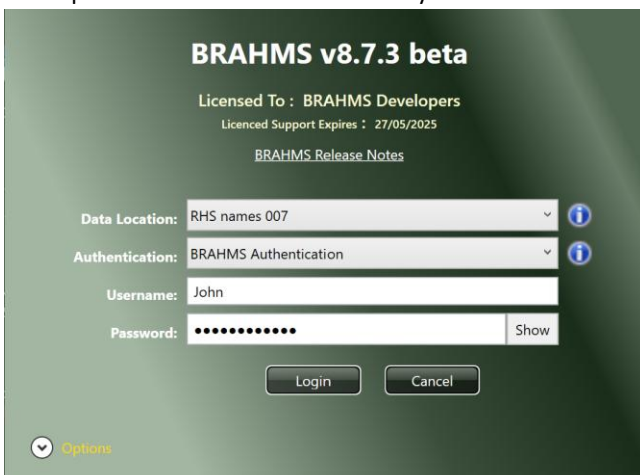 BRAHMS v8.7.3 beta
Licensed To : BRAHMS Developers
Licenced Support Expires : 27/05/2025
BRAHMS Release Notes
Data Location: RHS names 007
Authentication: BRAHMS Authentication
Username: John
Password: ●●●●●●●●●●●● Show
Login Cancel
Options